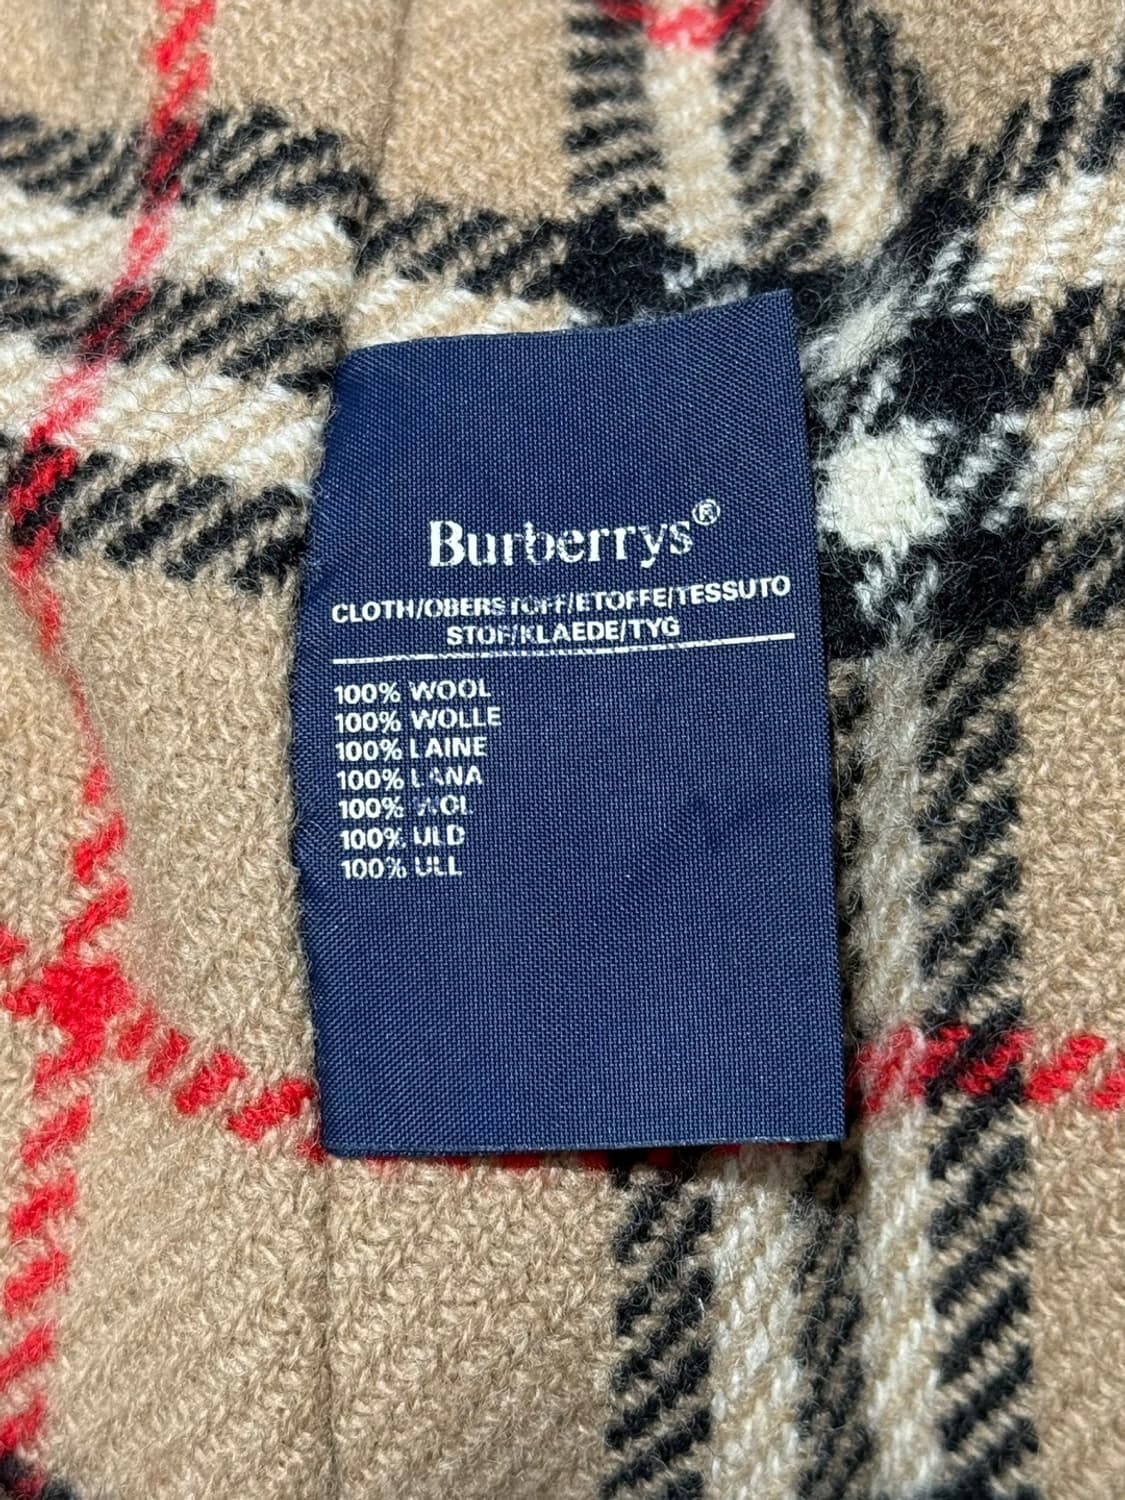 Burberrys®
CLOTH/OBERSTOFF/ETOFFE/TESSUTO
STOF/KLAEDE/TYG
100% WOOL
100% WOLLE
100% LAINE
100% LANA
100% WOL
100% ULD
100% ULL